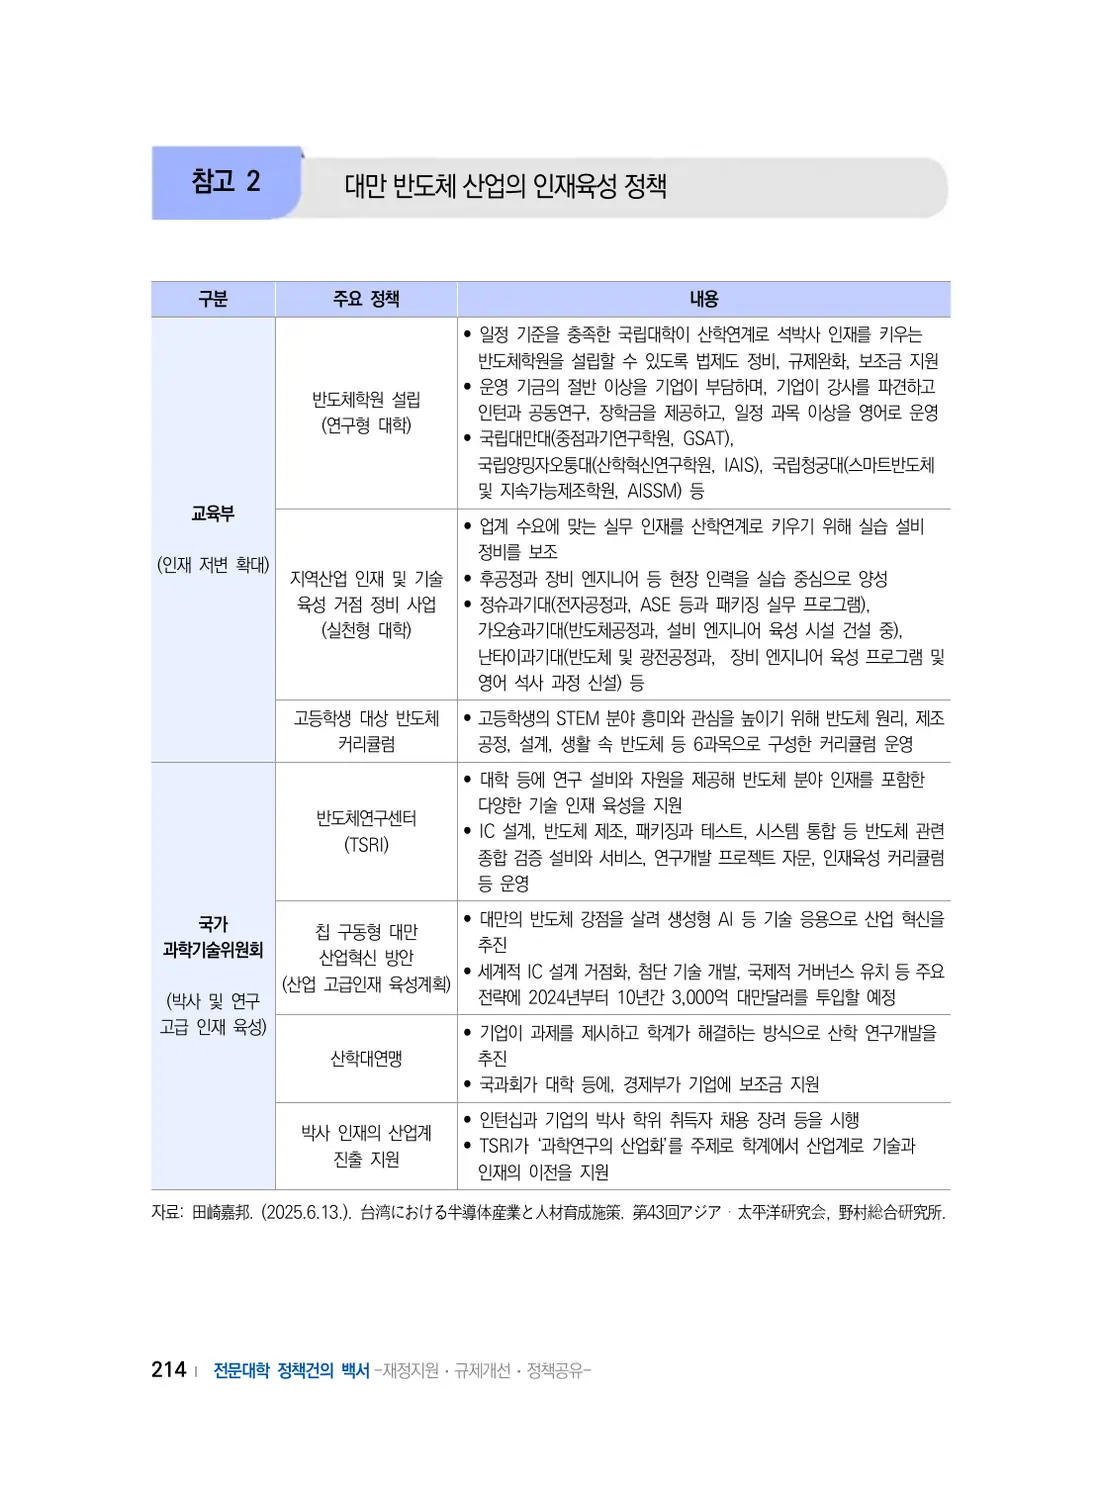 참고 2
대만 반도체 산업의 인재육성 정책
구분 주요 정책 내용
교육부
(인재 저변 확대)
반도체학원 설립
(연구형 대학)
• 일정 기준을 충족한 국립대학이 산학연계로 석박사 인재를 키우는
반도체학원을 설립할 수 있도록 법제도 정비, 규제완화, 보조금 지원
• 운영 기금의 절반 이상을 기업이 부담하며, 기업이 강사를 파견하고
인턴과 공동연구, 장학금을 제공하고, 일정 과목 이상을 영어로 운영
• 국립대만대(중점과기연구학원, GSAT),
국립양밍자오퉁대(산학혁신연구학원, IAIS), 국립청궁대(스마트반도체
및 지속가능제조학원, AISSM) 등
지역산업 인재 및 기술
육성 거점 정비 사업
(실천형 대학)
• 업계 수요에 맞는 실무 인재를 산학연계로 키우기 위해 실습 설비
정비를 보조
• 후공정과 장비 엔지니어 등 현장 인력을 실습 중심으로 양성
• 정슈과기대(전자공정과, ASE 등과 패키징 실무 프로그램),
가오슝과기대(반도체공정과, 설비 엔지니어 육성 시설 건설 중),
난타이과기대(반도체 및 광전공정과, 장비 엔지니어 육성 프로그램 및
영어 석사 과정 신설) 등
고등학생 대상 반도체
커리큘럼
• 고등학생의 STEM 분야 흥미와 관심을 높이기 위해 반도체 원리, 제조
공정, 설계, 생활 속 반도체 등 6과목으로 구성한 커리큘럼 운영
국가
과학기술위원회
(박사 및 연구
고급 인재 육성)
반도체연구센터
(TSRI)
• 대학 등에 연구 설비와 자원을 제공해 반도체 분야 인재를 포함한
다양한 기술 인재 육성을 지원
• IC 설계, 반도체 제조, 패키징과 테스트, 시스템 통합 등 반도체 관련
종합 검증 설비와 서비스, 연구개발 프로젝트 자문, 인재육성 커리큘럼
등 운영
칩 구동형 대만
산업혁신 방안
(산업 고급인재 육성계획)
• 대만의 반도체 강점을 살려 생성형 AI 등 기술 응용으로 산업 혁신을
추진
• 세계적 IC 설계 거점화, 첨단 기술 개발, 국제적 거버넌스 유치 등 주요
전략에 2024년부터 10년간 3,000억 대만달러를 투입할 예정
산학대연맹
• 기업이 과제를 제시하고 학계가 해결하는 방식으로 산학 연구개발을
추진
• 국과회가 대학 등에, 경제부가 기업에 보조금 지원
박사 인재의 산업계
진출 지원
• 인턴십과 기업의 박사 학위 취득자 채용 장려 등을 시행
• TSRI가 ‘과학연구의 산업화’를 주제로 학계에서 산업계로 기술과
인재의 이전을 지원
자료: 田崎嘉邦. (2025.6.13.). 台湾における半導体産業と人材育成施策. 第43回アジア · 太平洋研究会, 野村総合研究所.
214 | 전문대학 정책건의 백서 -재정지원 · 규제개선 · 정책공유-